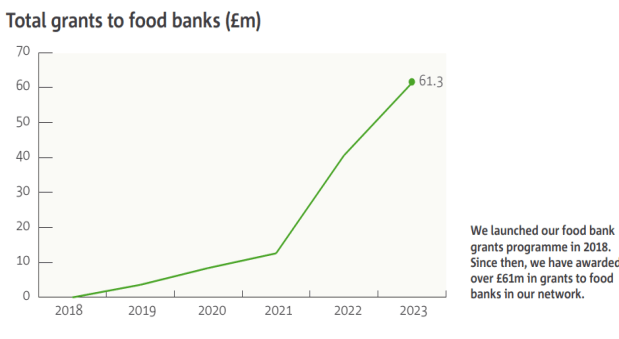 Total grants to food banks (£m)
70
60
50
40
30
20
10
0
61.3
2018 2019 2020 2021 2022 2023
We launched our food bank
grants programme in 2018.
Since then, we have awarded
over £61m in grants to food
banks in our network.